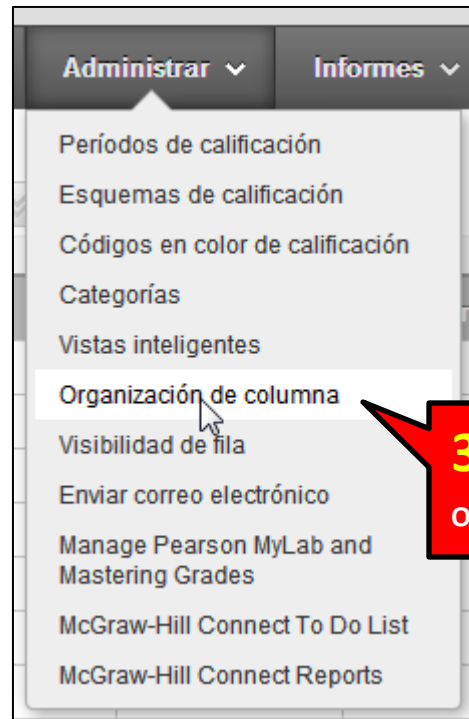 Administrar Informes
Períodos de calificación
Esquemas de calificación
Códigos en color de calificación
Categorías
Vistas inteligentes
Organización de columna
Visibilidad de fila
Enviar correo electrónico
Manage Pearson MyLab and
Mastering Grades
McGraw-Hill Connect To Do List
McGraw-Hill Connect Reports
3